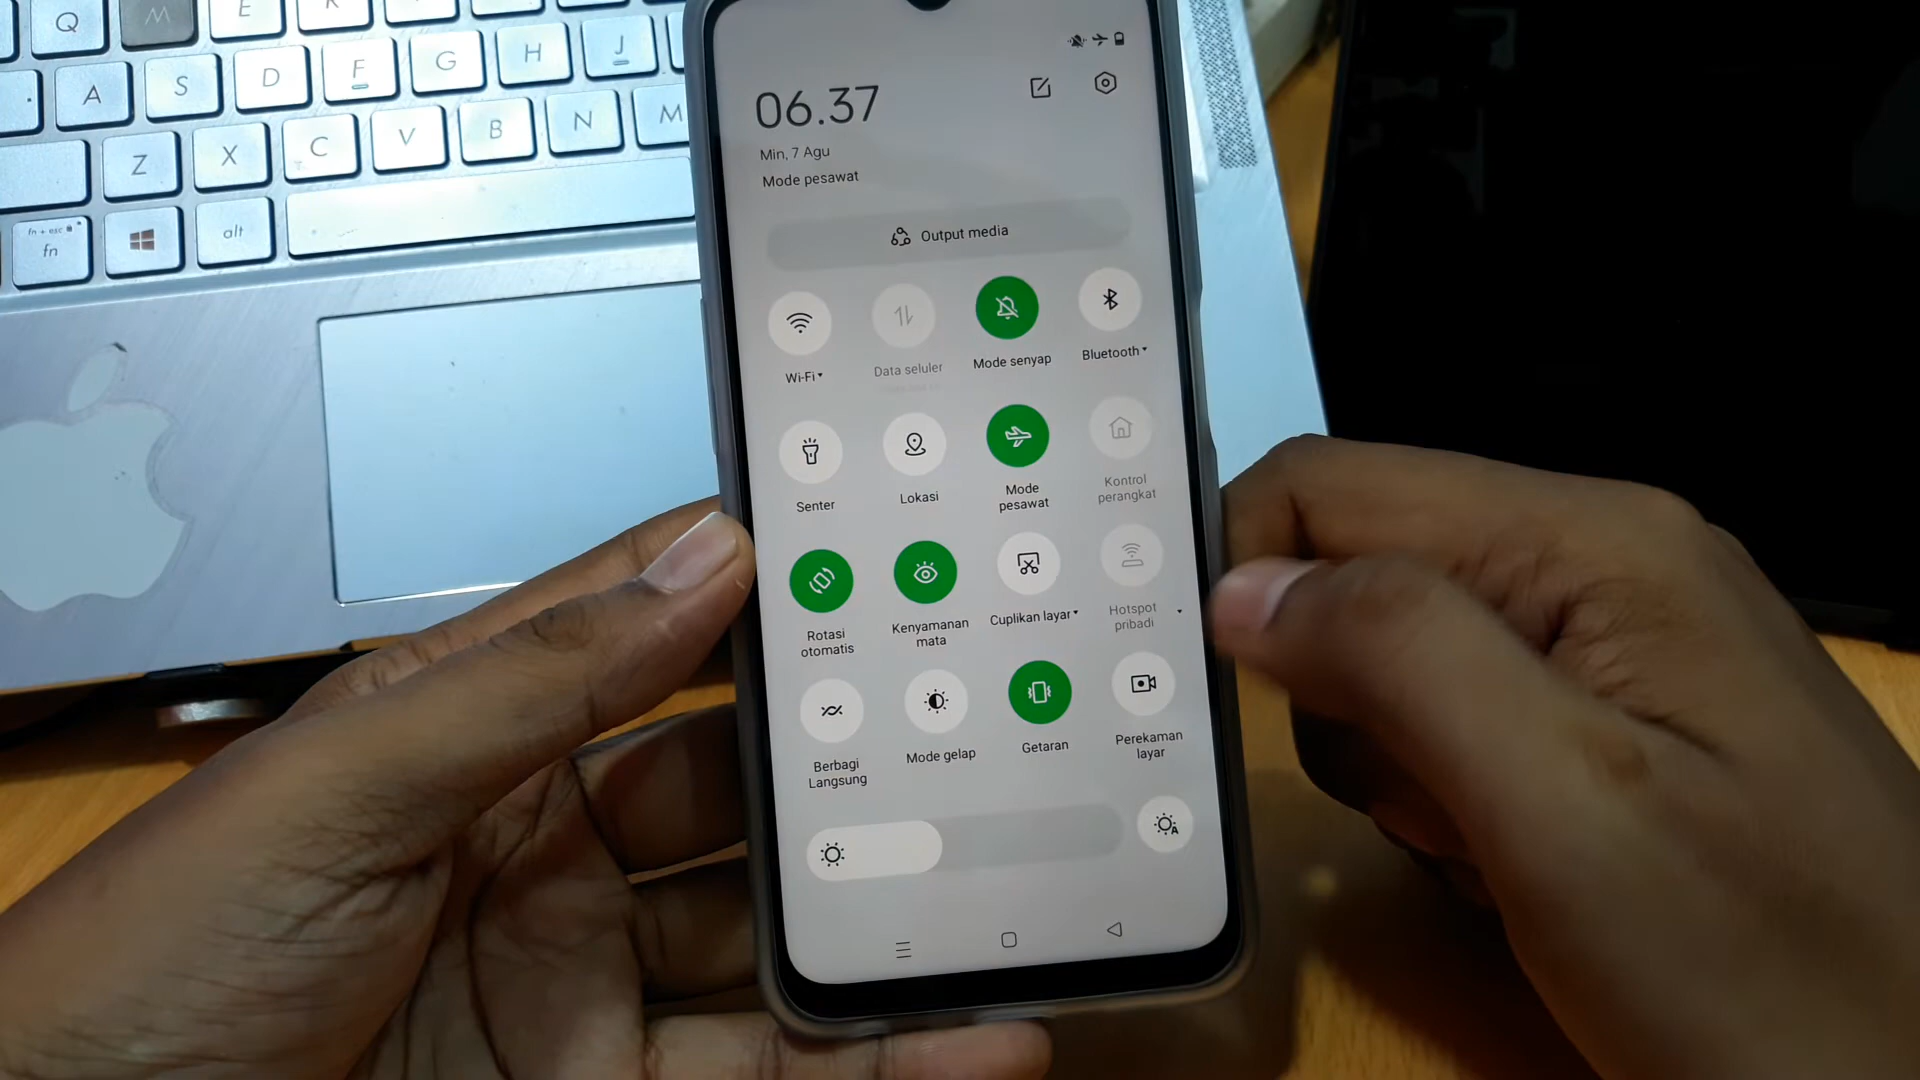 Q
E
A
S
D
F
G
H
J
Z
X
C
V
B
N
M
fn + esc
fn
alt
06.37
Min, 7 Agu
Mode pesawat
Output media
Wi-Fi
Data seluler
Mode senyap
Bluetooth
Senter
Lokasi
Mode
pesawat
Kontrol
perangkat
Rotasi
otomatis
Kenyamanan
mata
Cuplikan layar
Hotspot
pribadi
Berbagi
Langsung
Mode gelap
Getaran
Perekaman
layar